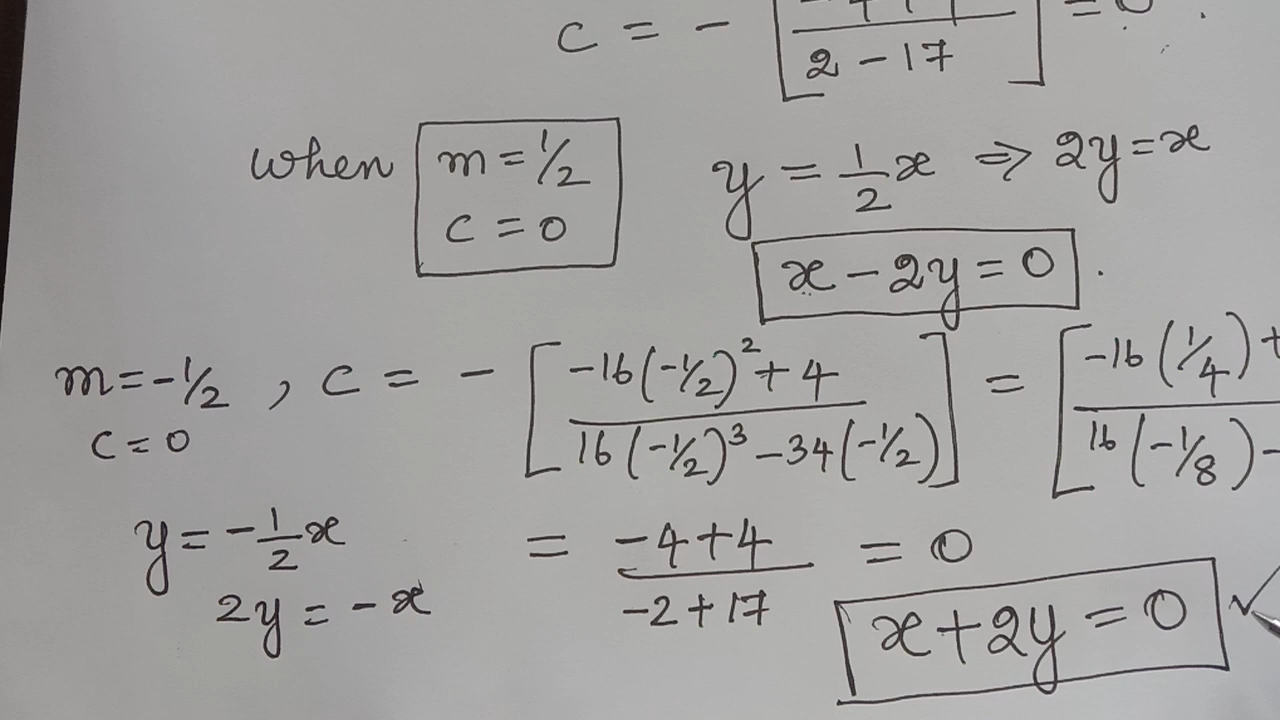 c = - [ / 2 - 17 ] = 0.
when m = 1/2 y = 1/2 x ⇒ 2y = x
c = 0
x - 2y = 0.
m = -1/2, c = - [ -16(-1/2)² + 4 / 16(-1/2)³ - 34(-1/2) ] = [ -16(1/4) + / 16(-1/8) -
c = 0
y = -1/2 x = -4+4 / -2+17 = 0
2y = -x
x + 2y = 0 ✓